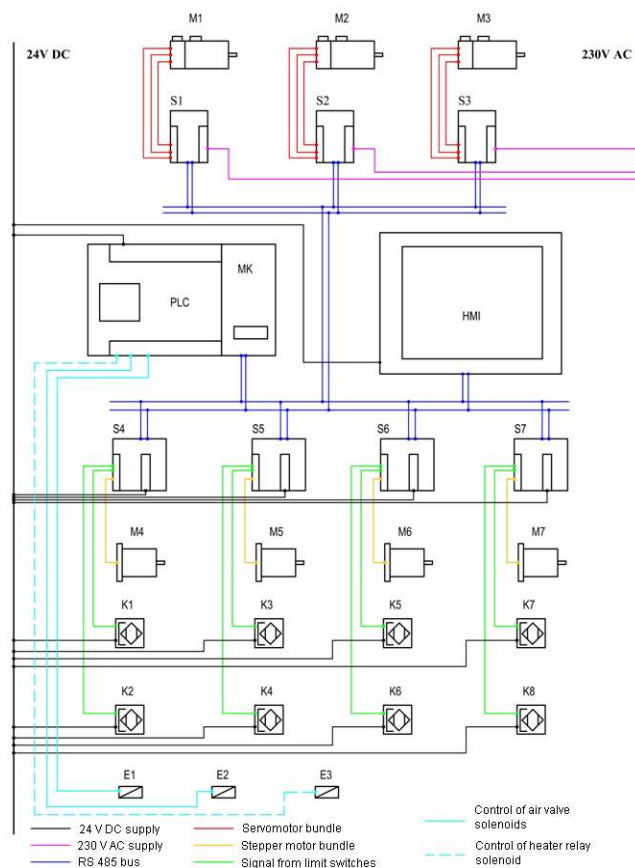 M1 M2 M3
24V DC 230V AC
S1 S2 S3
MK
PLC HMI
S4 S5 S6 S7
M4 M5 M6 M7
K1 K3 K5 K7
K2 K4 K6 K8
E1 E2 E3
24 V DC supply Servomotor bundle Control of air valve solenoids
230 V AC supply Stepper motor bundle Control of heater relay solenoid
RS 485 bus Signal from limit switches